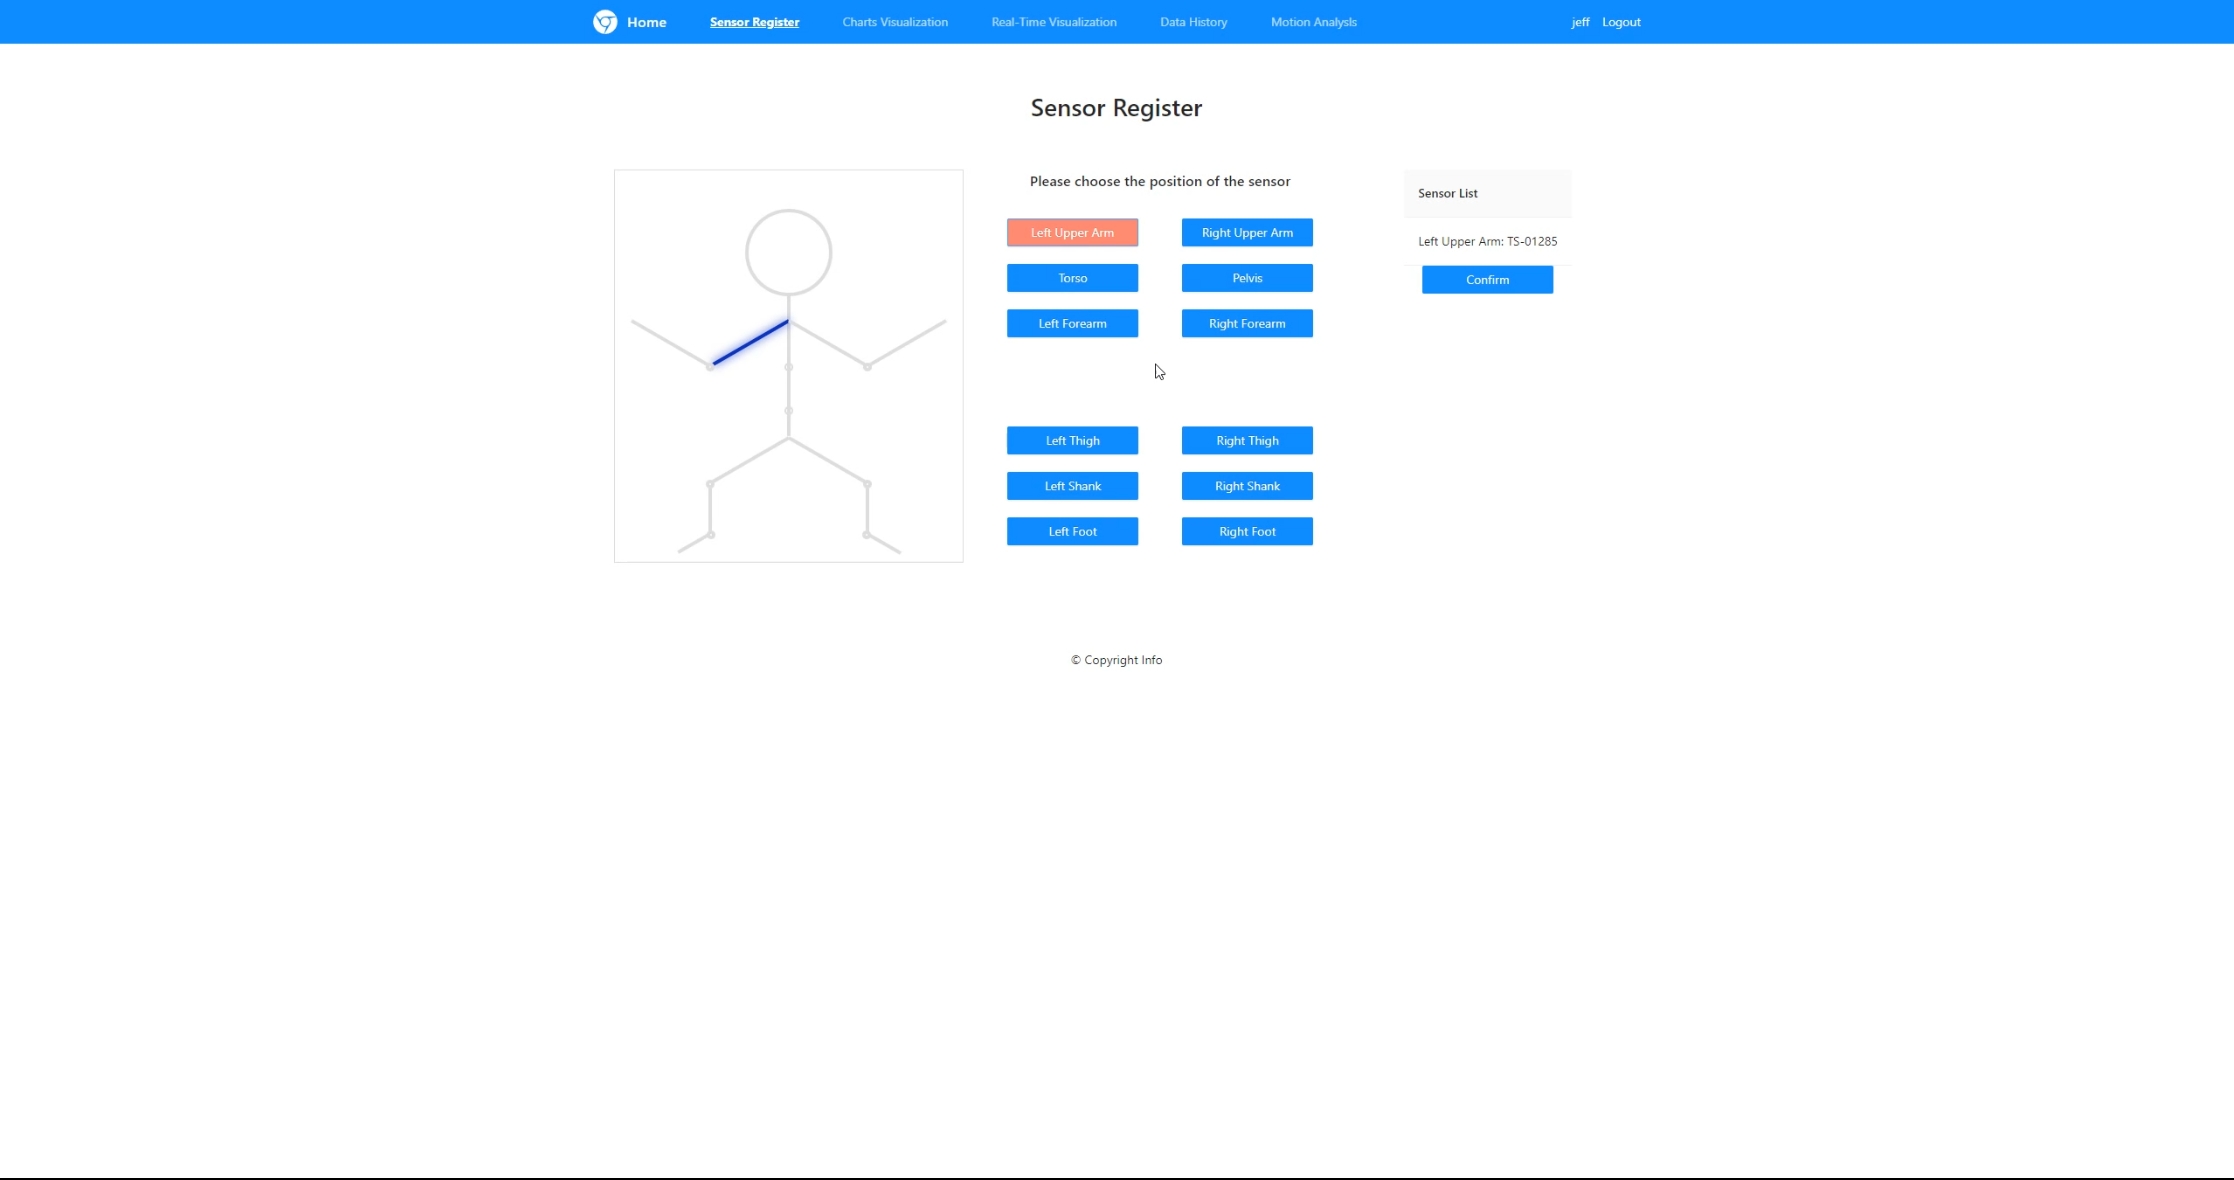 Home Sensor Register Charts Visualization Real-Time Visualization Data History Motion Analysls jeff Logout
Sensor Register
Please choose the position of the sensor
Left Upper Arm Right Upper Arm
Torso Pelvis
Left Forearm Right Forearm
Left Thigh Right Thigh
Left Shank Right Shank
Left Foot Right Foot
Sensor List
Left Upper Arm: TS-01285
Confirm
© Copyright Info